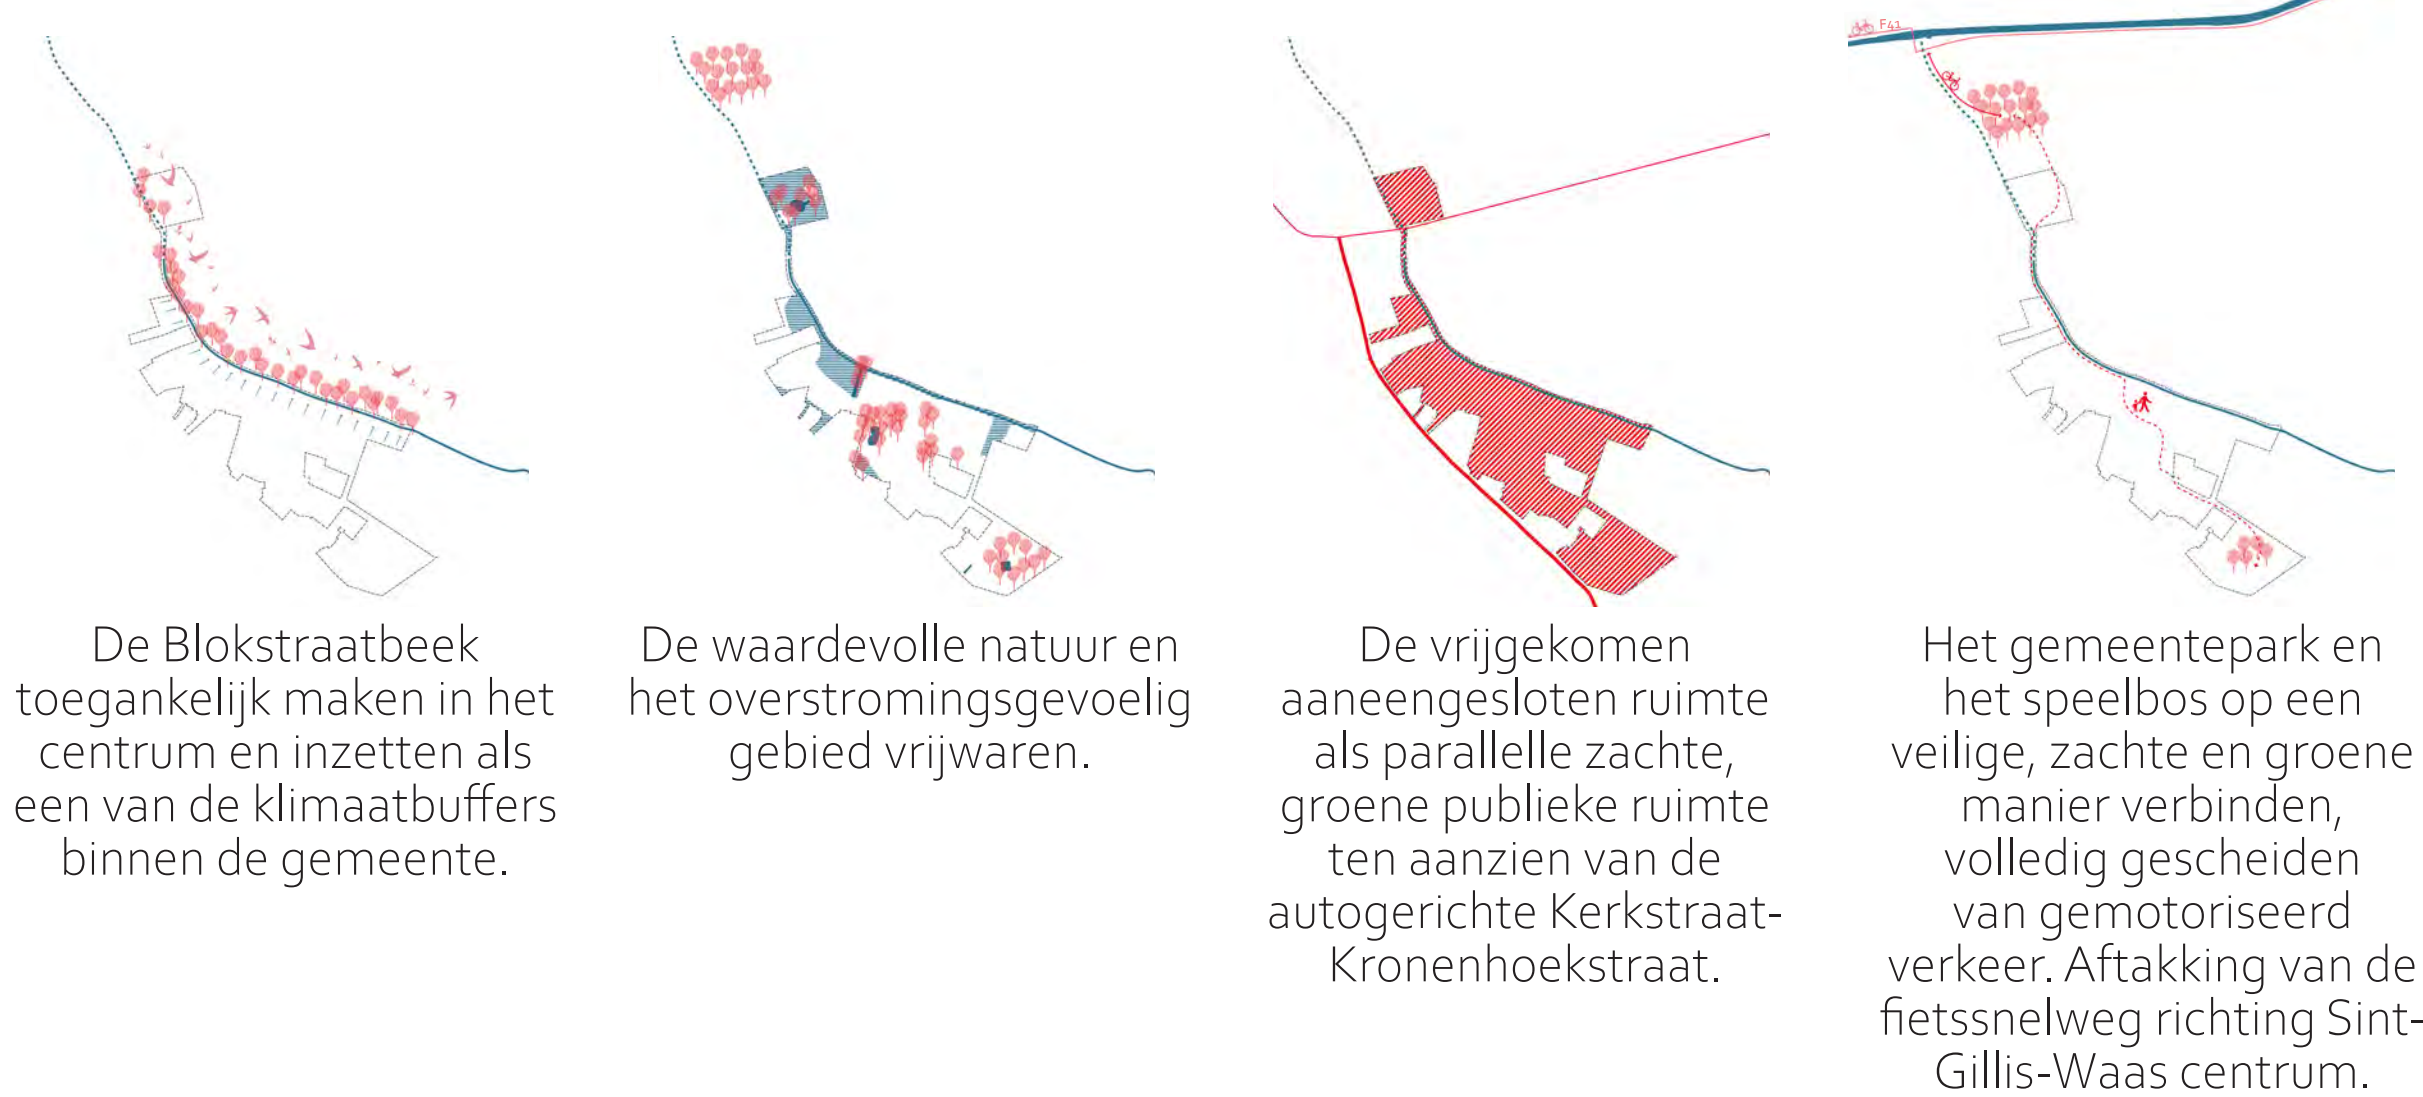 F41
De Blokstraatbeek
toegankelijk maken in het
centrum en inzetten als
een van de klimaatbuffers
binnen de gemeente.
De waardevolle natuur en
het overstromingsgevoelig
gebied vrijwaren.
De vrijgekomen
aaneengesloten ruimte
als parallelle zachte,
groene publieke ruimte
ten aanzien van de
autogerichte Kerkstraat-
Kronenhoekstraat.
Het gemeentepark en
het speelbos op een
veilige, zachte en groene
manier verbinden,
volledig gescheiden
van gemotoriseerd
verkeer. Aftakking van de
fietssnelweg richting Sint-
Gillis-Waas centrum.